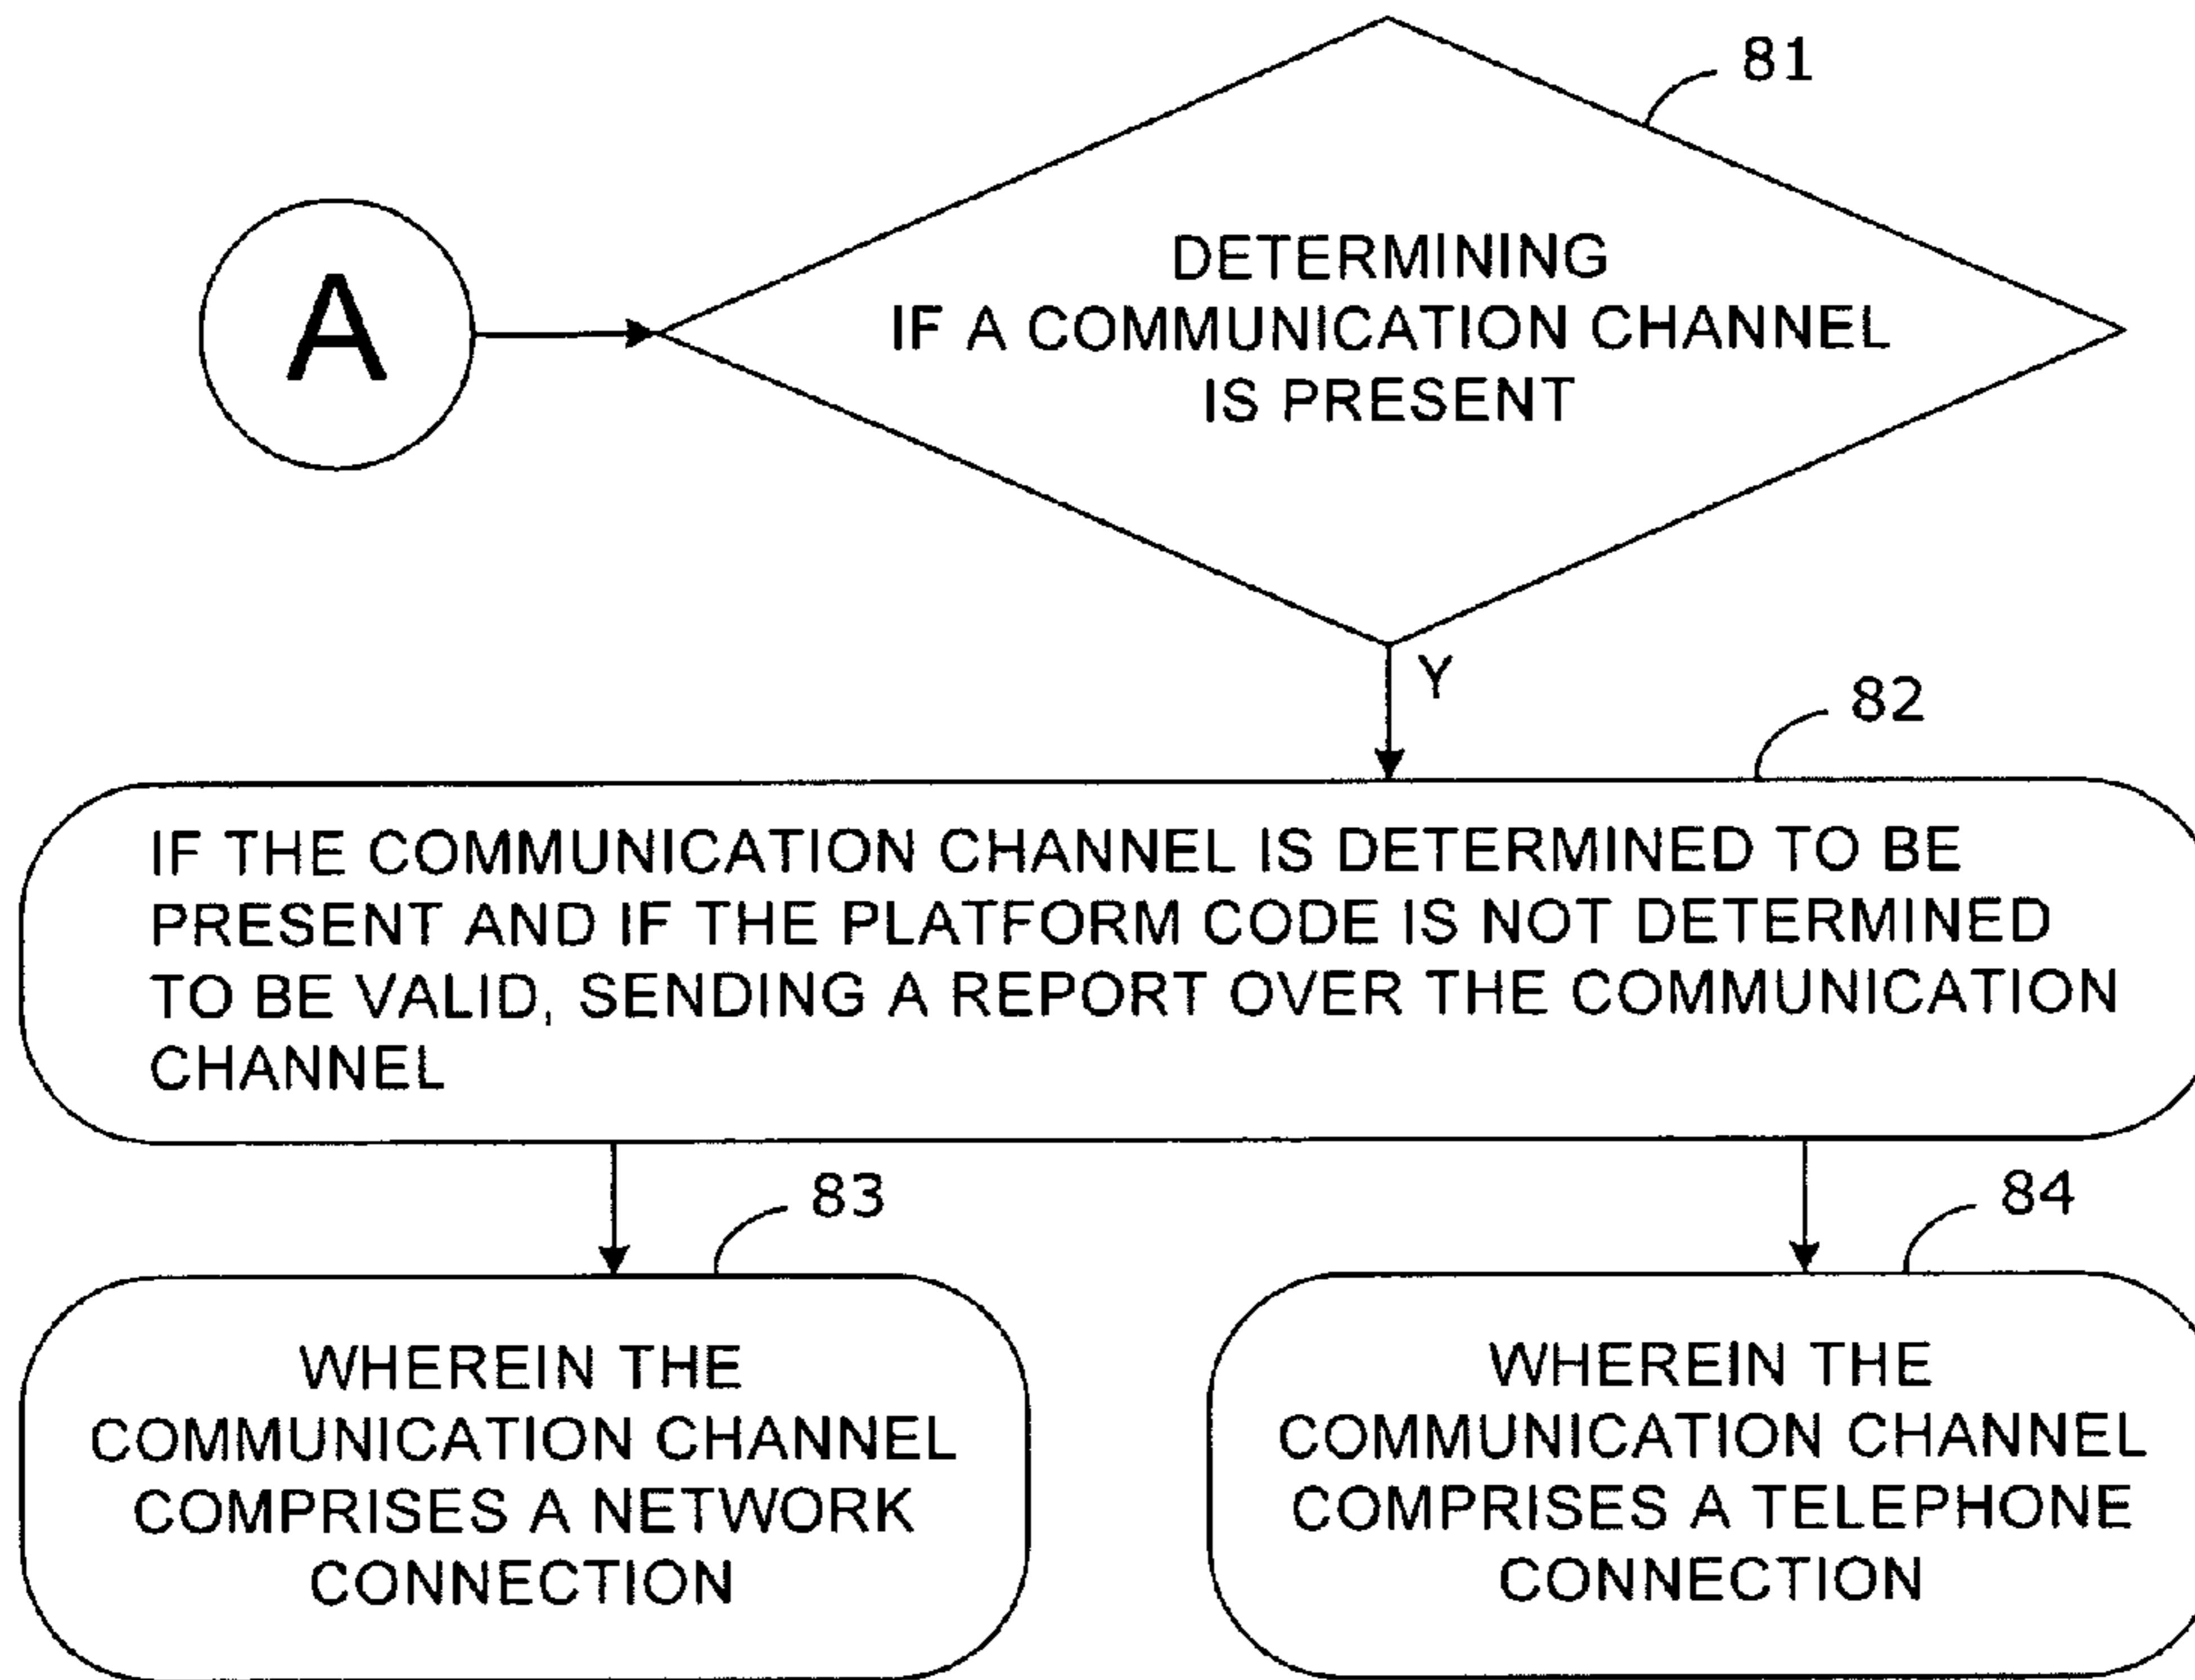 81
A
DETERMINING
IF A COMMUNICATION CHANNEL
IS PRESENT
Y
82
IF THE COMMUNICATION CHANNEL IS DETERMINED TO BE
PRESENT AND IF THE PLATFORM CODE IS NOT DETERMINED
TO BE VALID, SENDING A REPORT OVER THE COMMUNICATION
CHANNEL
83
WHEREIN THE
COMMUNICATION CHANNEL
COMPRISES A NETWORK
CONNECTION
84
WHEREIN THE
COMMUNICATION CHANNEL
COMPRISES A TELEPHONE
CONNECTION